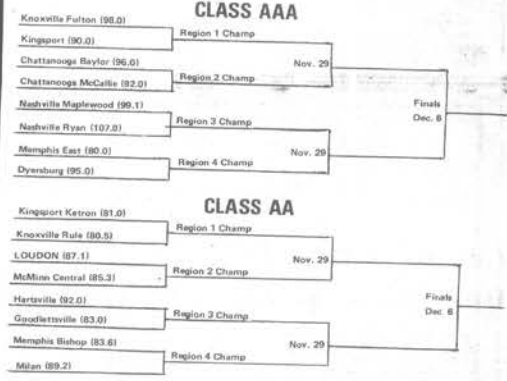 CLASS AAA
Knoxville Fulton (98.0)
Kingsport (90.0)
Region 1 Champ
Chattanooga Baylor (96.0)
Chattanooga McCallie (92.0)
Region 2 Champ
Nov. 29
Nashville Maplewood (99.1)
Nashville Ryan (107.0)
Region 3 Champ
Memphis East (80.0)
Dyersburg (95.0)
Region 4 Champ
Nov. 29
Finals
Dec. 6
CLASS AA
Kingsport Ketron (81.0)
Knoxville Rule (80.5)
Region 1 Champ
LOUDON (87.1)
McMinn Central (85.3)
Region 2 Champ
Nov. 29
Hartsville (92.0)
Goodlettsville (83.0)
Region 3 Champ
Memphis Bishop (83.6)
Milan (89.2)
Region 4 Champ
Nov. 29
Finals
Dec. 6